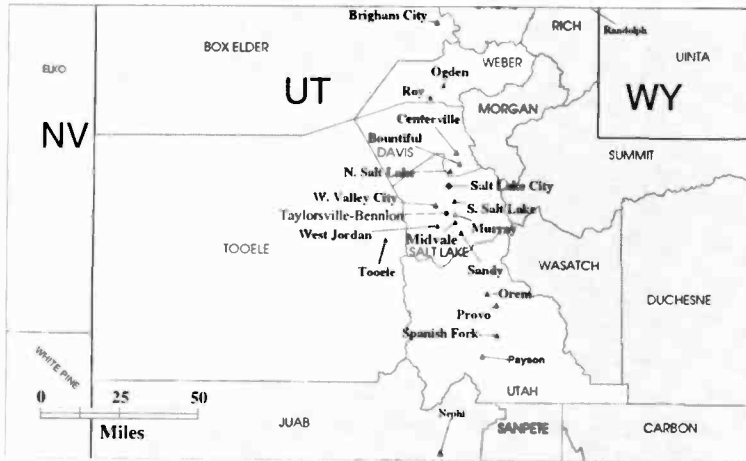 Brigham City
RICH
Randolph
BOX ELDER
UINTA
ELKO
WEBER
Ogden
UT
Roy
WY
NV
MORGAN
Centerville
Bountiful
DAVIS
SUMMIT
N. Salt Lake
Salt Lake City
W. Valley City
S. Salt Lake
Taylorsville-Bennion
Murray
West Jordan
Midvale
TOOELE
SALT LAKE
Tooele
Sandy
WASATCH
Orem
DUCHESNE
Provo
Spanish Fork
WHITE PINE
Payson
UTAH
0 25 50
Miles
JUAB
Nephi
SANPETE
CARBON